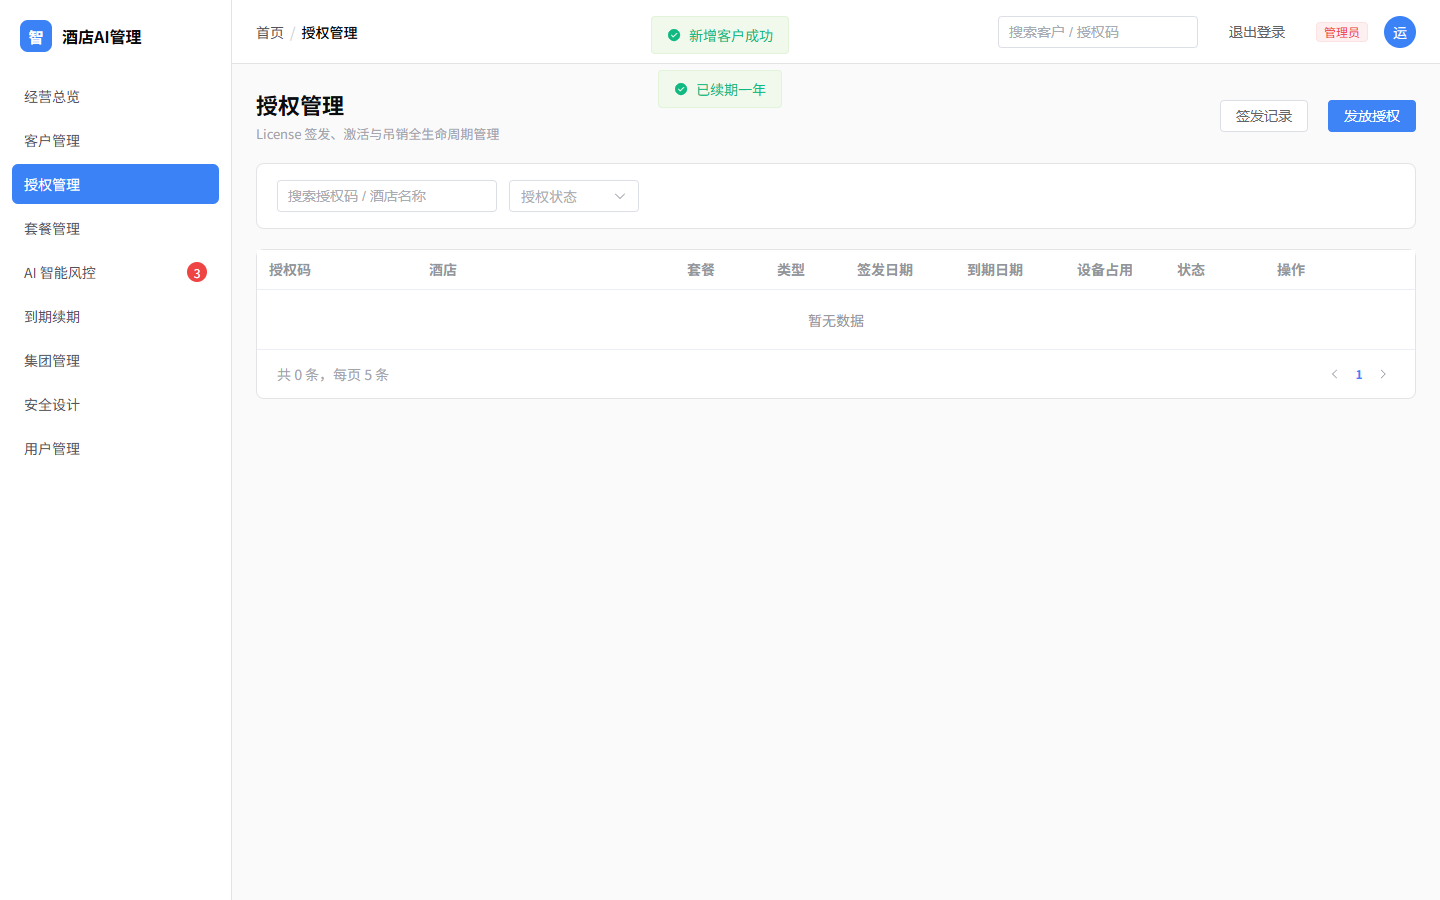 智 酒店AI管理
首页 / 授权管理
新增客户成功
搜索客户 / 授权码
退出登录
管理员
运
经营总览
客户管理
授权管理
套餐管理
AI 智能风控 3
到期续期
集团管理
安全设计
用户管理
已续期一年
授权管理
License 签发、激活与吊销全生命周期管理
签发记录
发放授权
搜索授权码 / 酒店名称
授权状态
授权码 酒店 套餐 类型 签发日期 到期日期 设备占用 状态 操作
暂无数据
共 0 条，每页 5 条
1